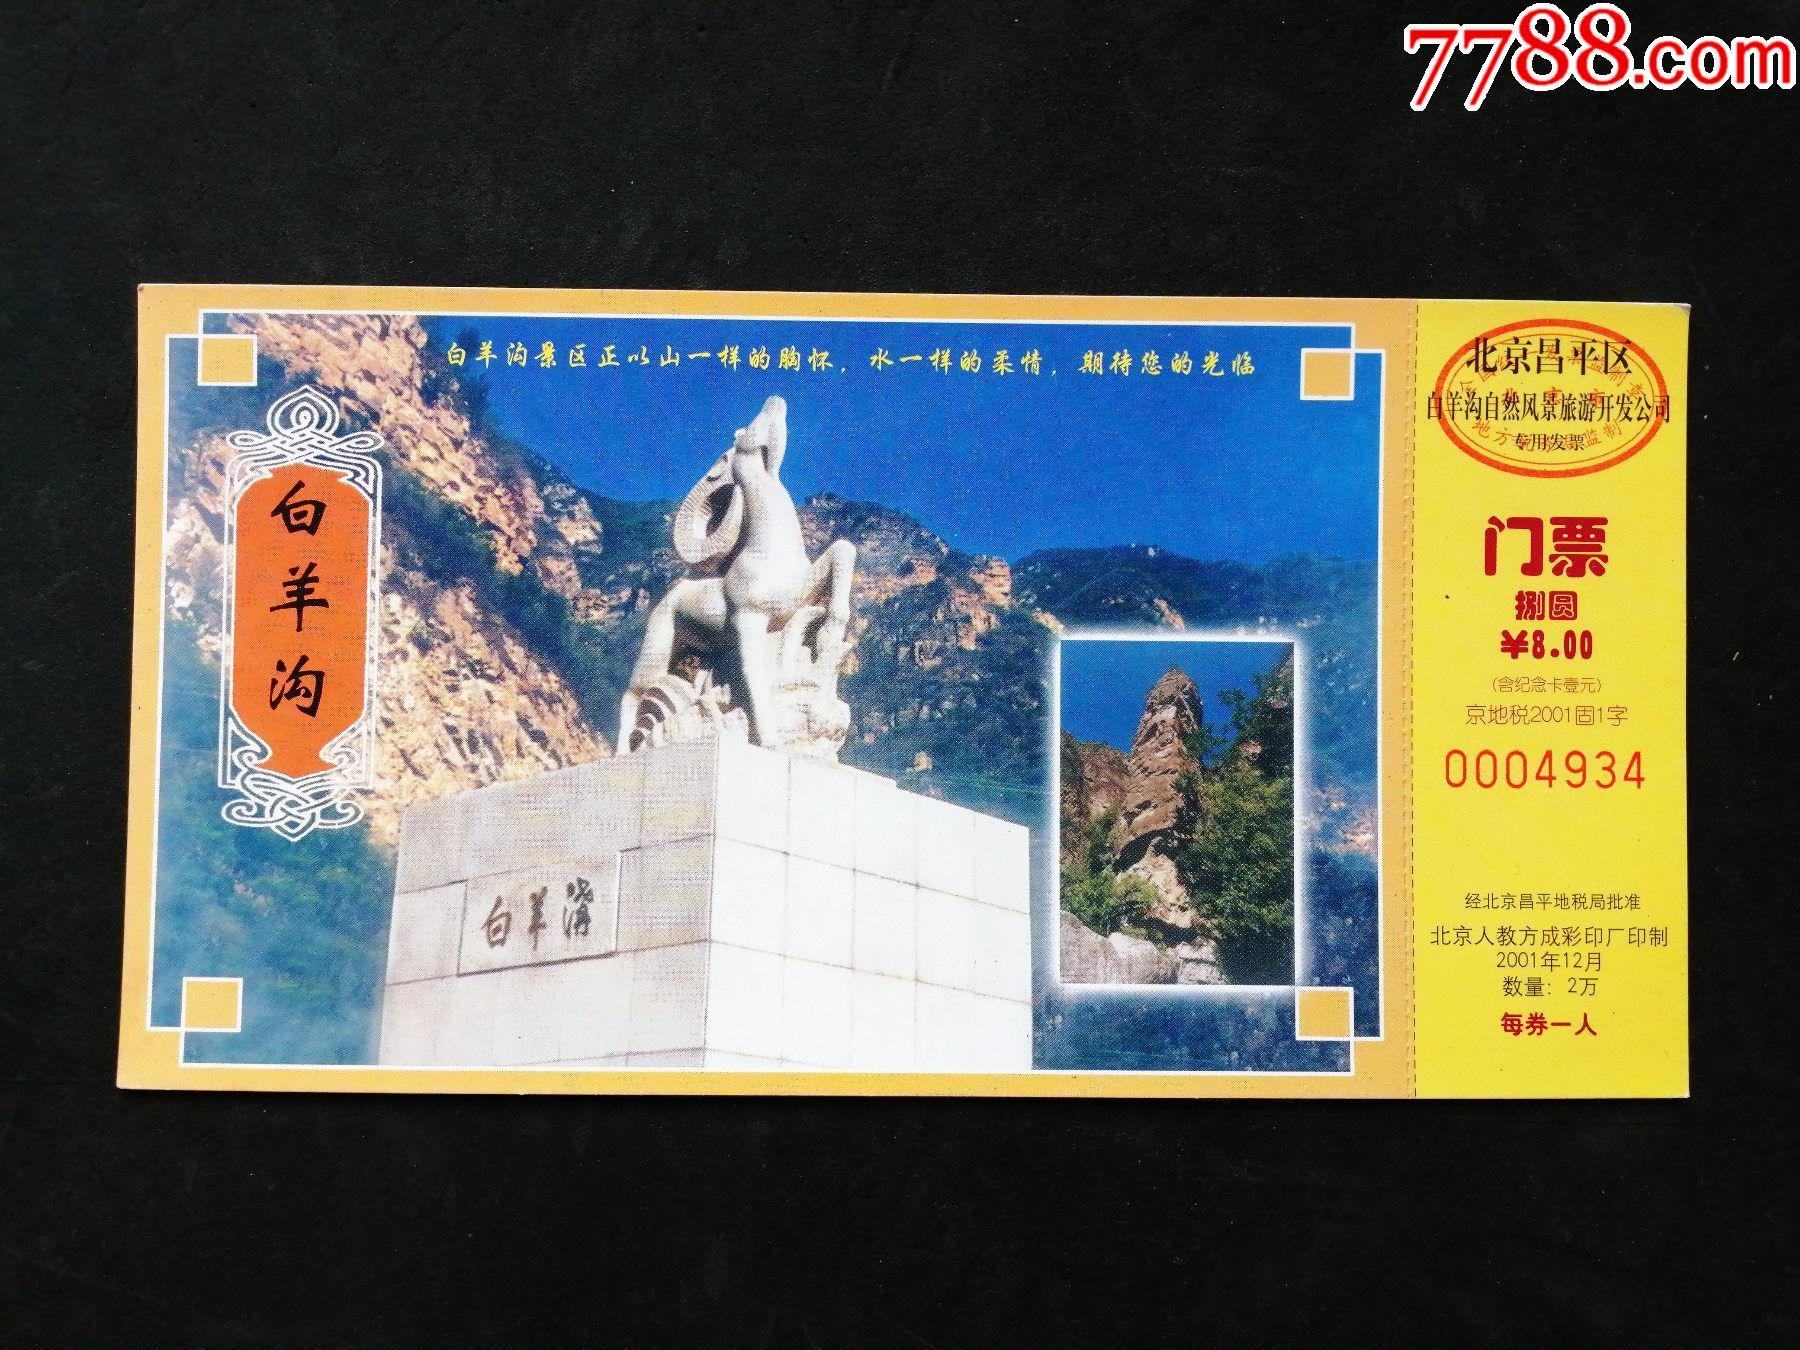 7788.com
白羊沟景区正以山一样的胸怀，水一样的柔情，期待您的光临
白羊沟
白羊溝
北京昌平区
白羊沟自然风景旅游开发公司
专用发票
门票
捌圆
￥8.00
(含纪念卡壹元)
京地税2001固1字
0004934
经北京昌平地税局批准
北京人教方成彩印厂印制
2001年12月
数量：2万
每券一人